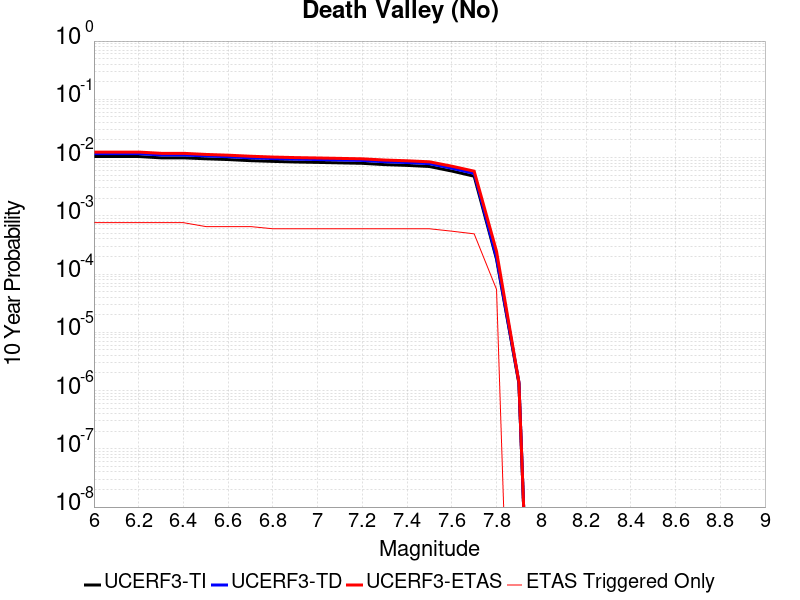 Death Valley (No)
10^0
10^-1
10^-2
10^-3
10^-4
10^-5
10^-6
10^-7
10^-8
10 Year Probability
6 6.2 6.4 6.6 6.8 7 7.2 7.4 7.6 7.8 8 8.2 8.4 8.6 8.8 9
Magnitude
UCERF3-TI UCERF3-TD UCERF3-ETAS ETAS Triggered Only